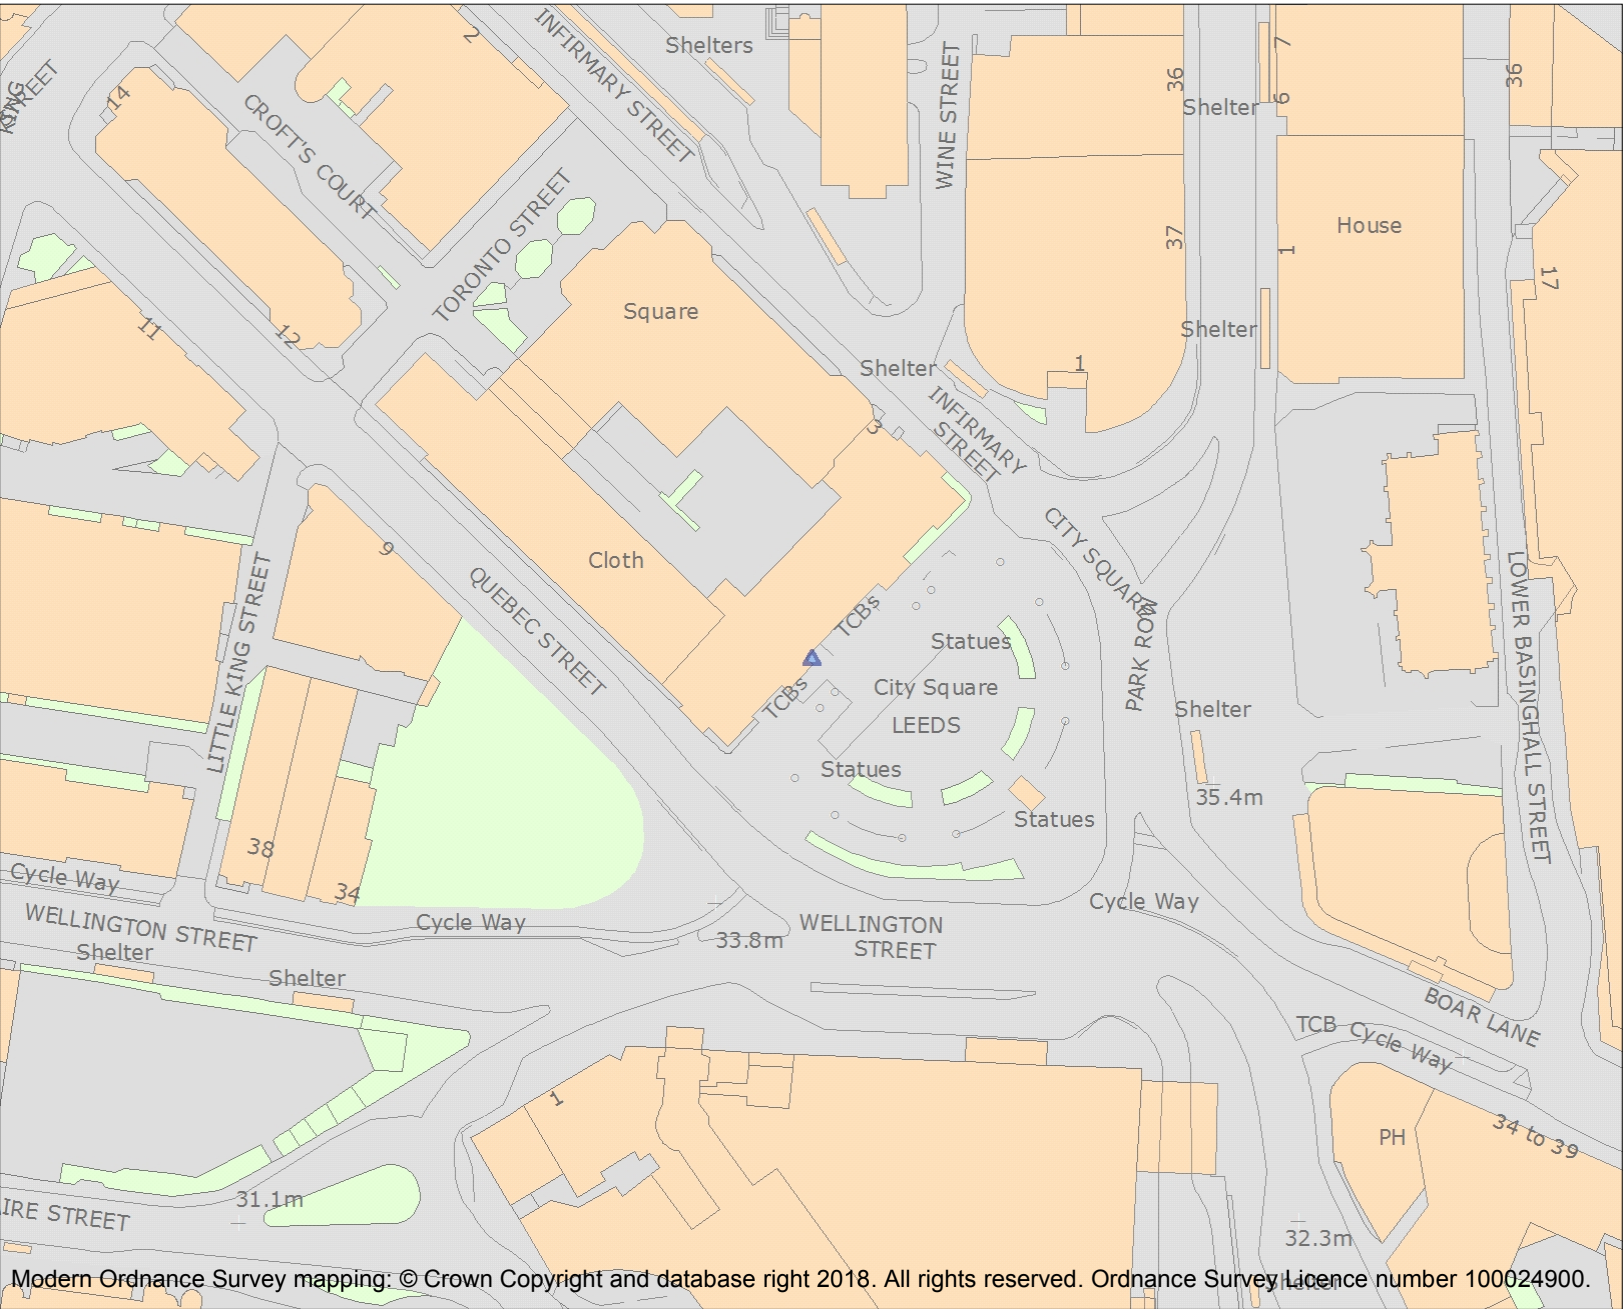 2
INFIRMARY STREET
Shelters
WINE STREET
36
Shelter
7
6
36
KING
STREET
14
CROFT'S COURT
TORONTO STREET
37
1
House
17
11
12
Square
Shelter
1
Shelter
INFIRMARY
STREET
3
CITY SQUARE
9
Cloth
QUEBEC STREET
LITTLE KING STREET
TCBs
TCBs
Statues
City Square
LEEDS
Statues
Statues
PARK ROW
Shelter
35.4m
LOWER BASINGHALL STREET
38
34
Cycle Way
Cycle Way
Cycle Way
WELLINGTON STREET
Shelter
Shelter
33.8m
WELLINGTON
STREET
BOAR LANE
TCB
Cycle Way
34 to 39
1
PH
31.1m
IRE STREET
32.3m
Shelter
Modern Ordnance Survey mapping: © Crown Copyright and database right 2018. All rights reserved. Ordnance Survey Licence number 100024900.